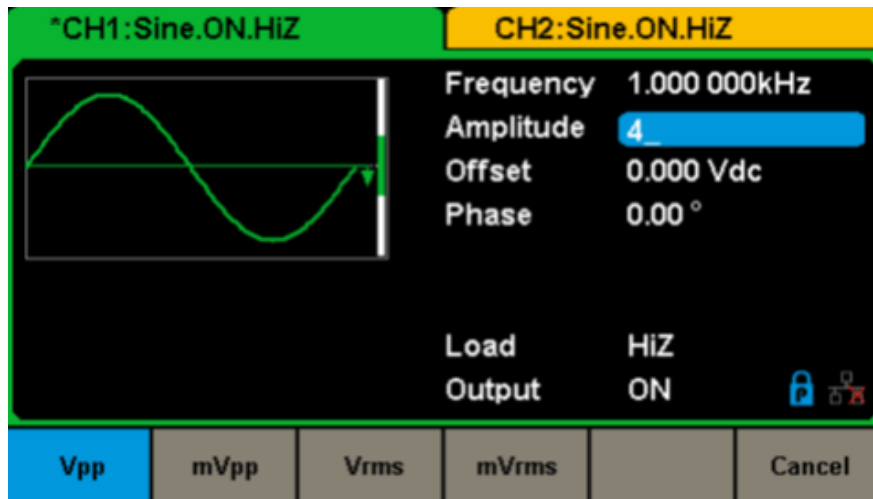 *CH1:Sine.ON.HiZ
CH2:Sine.ON.HiZ
Frequency 1.000 000kHz
Amplitude 4_
Offset 0.000 Vdc
Phase 0.00 °
Load HiZ
Output ON
P
Vpp mVpp Vrms mVrms Cancel